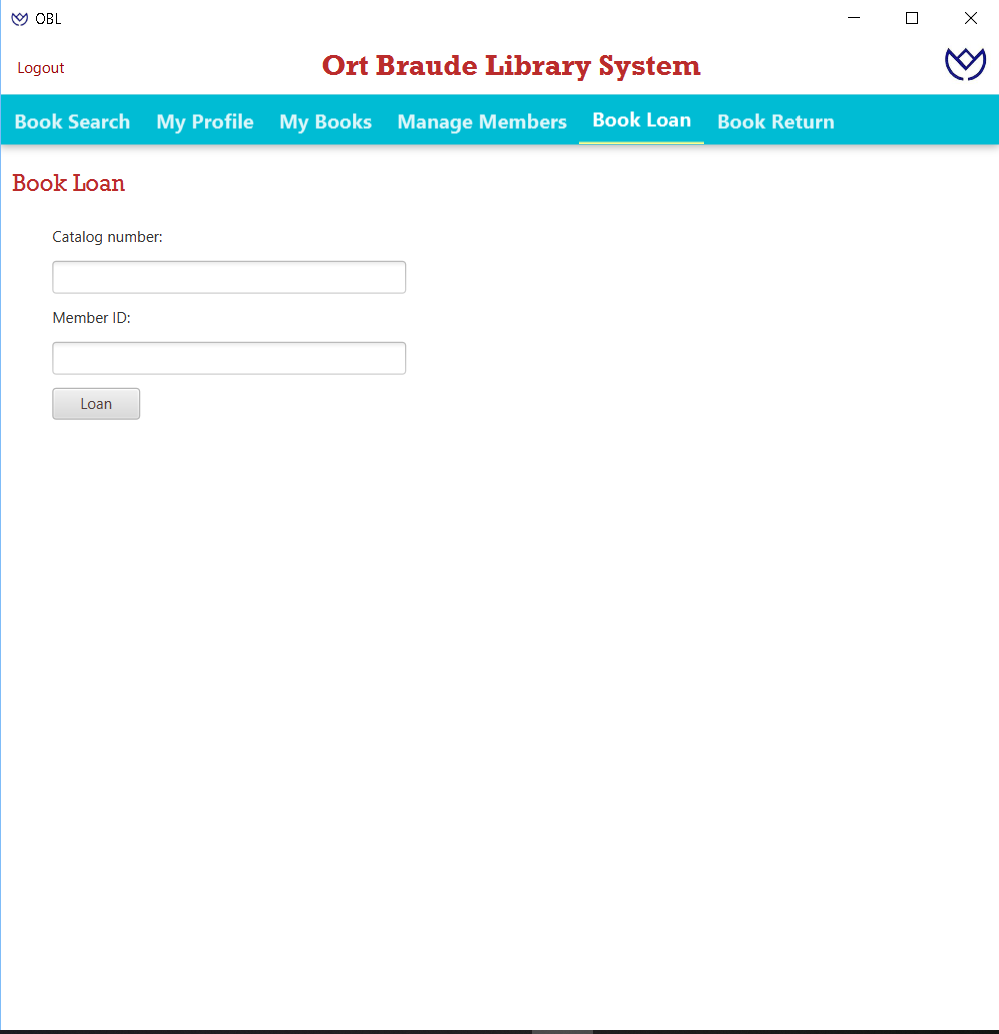 OBL
Logout
Ort Braude Library System
Book Search My Profile My Books Manage Members Book Loan Book Return
Book Loan
Catalog number:
Member ID:
Loan